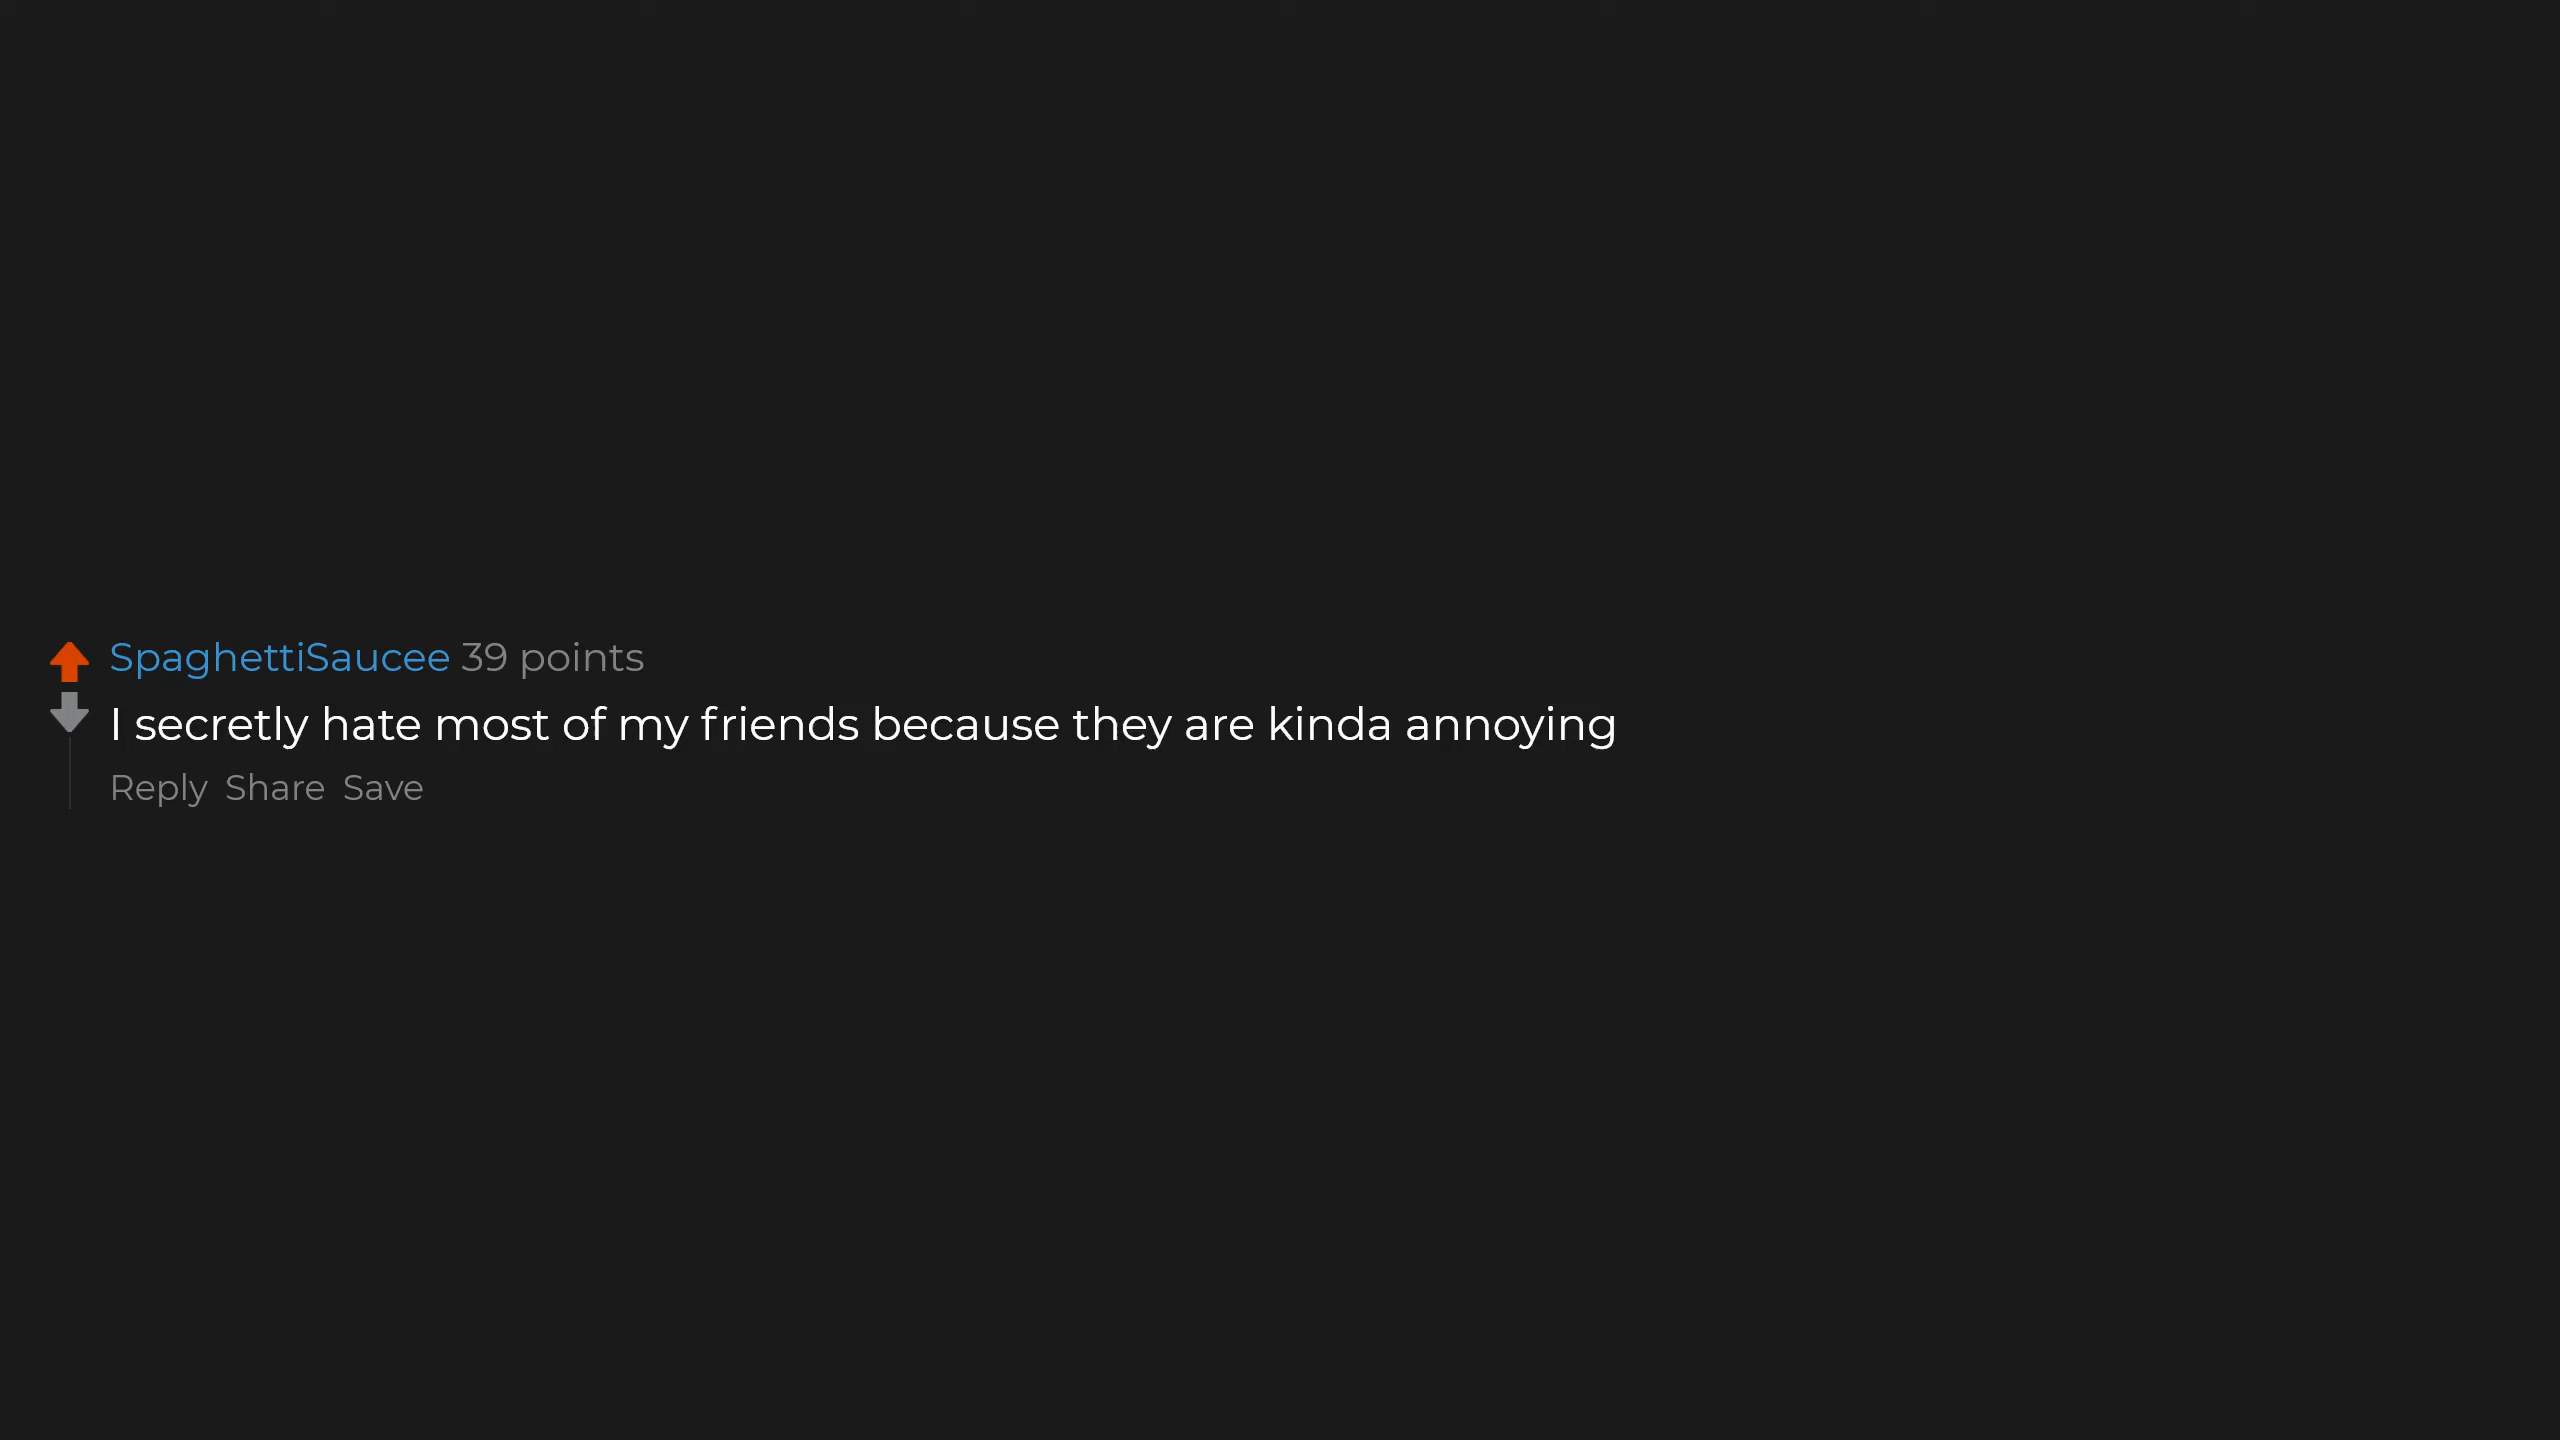 SpaghettiSaucee 39 points
I secretly hate most of my friends because they are kinda annoying
Reply Share Save